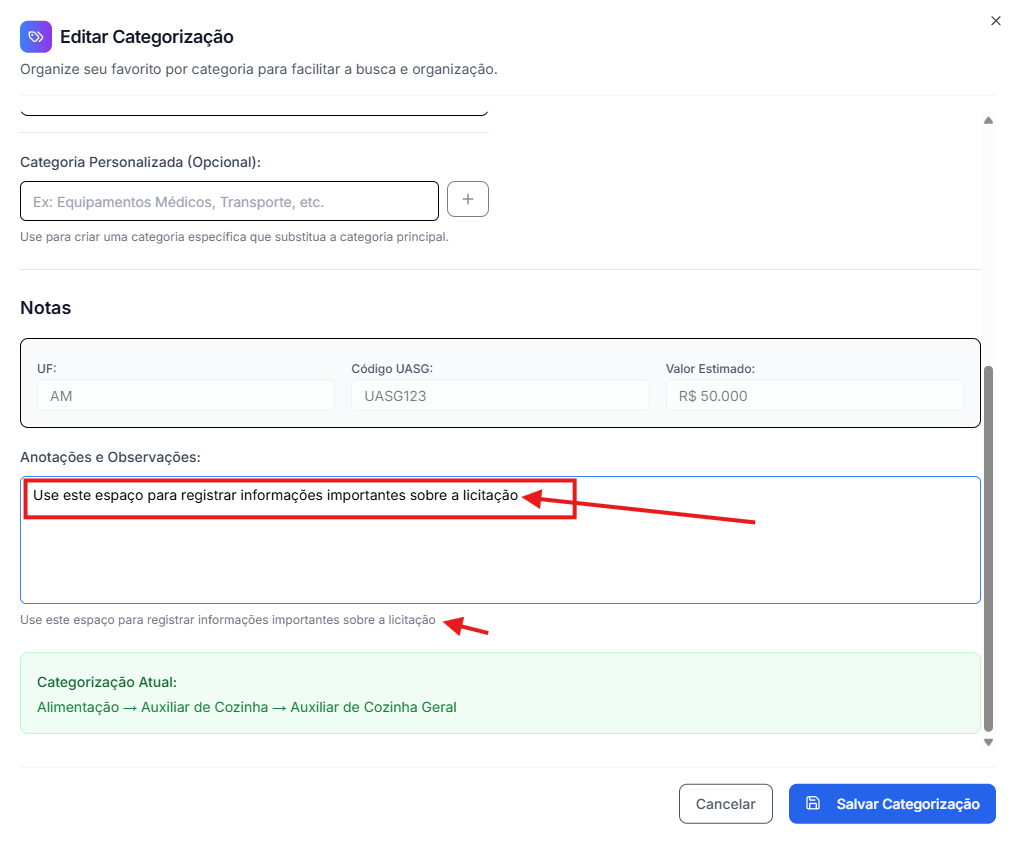 Editar Categorização
Organize seu favorito por categoria para facilitar a busca e organização.
Categoria Personalizada (Opcional):
Ex: Equipamentos Médicos, Transporte, etc.
Use para criar uma categoria específica que substitua a categoria principal.
Notas
UF: Código UASG: Valor Estimado:
AM UASG123 R$ 50.000
Anotações e Observações:
Use este espaço para registrar informações importantes sobre a licitação
Use este espaço para registrar informações importantes sobre a licitação
Categorização Atual:
Alimentação → Auxiliar de Cozinha → Auxiliar de Cozinha Geral
Cancelar Salvar Categorização